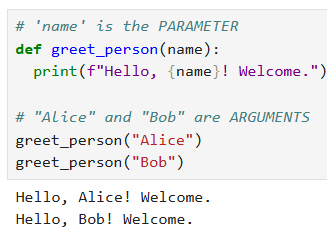 # 'name' is the PARAMETER
def greet_person(name):
  print(f"Hello, {name}! Welcome.")

# "Alice" and "Bob" are ARGUMENTS
greet_person("Alice")
greet_person("Bob")
Hello, Alice! Welcome.
Hello, Bob! Welcome.